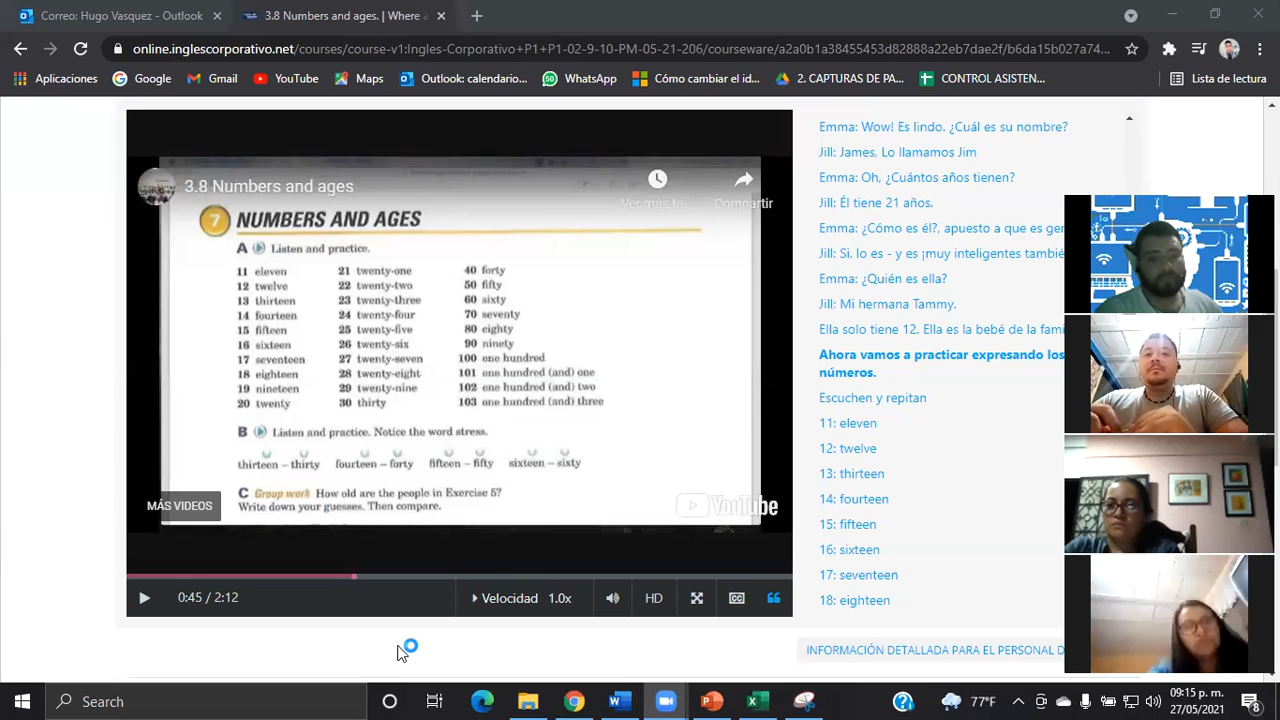 Correo: Hugo Vasquez - Outlook
3.8 Numbers and ages. | Where a
online.inglescorporativo.net/courses/course-v1:Ingles-Corporativo+P1+P1-02-9-10-PM-05-21-206/courseware/a2a0b1a38455453d82888a22eb7dae2f/b6da15b027a74...
Aplicaciones
Google
Gmail
YouTube
Maps
Outlook: calendario...
WhatsApp
Cómo cambiar el id...
2. CAPTURAS DE PA...
CONTROL ASISTEN...
Lista de lectura
3.8 Numbers and ages
Ver más ta
Compartir
7 NUMBERS AND AGES
A Listen and practice.
11 eleven 21 twenty-one 40 forty
12 twelve 22 twenty-two 50 fifty
13 thirteen 23 twenty-three 60 sixty
14 fourteen 24 twenty-four 70 seventy
15 fifteen 25 twenty-five 80 eighty
16 sixteen 26 twenty-six 90 ninety
17 seventeen 27 twenty-seven 100 one hundred
18 eighteen 28 twenty-eight 101 one hundred (and) one
19 nineteen 29 twenty-nine 102 one hundred (and) two
20 twenty 30 thirty 103 one hundred (and) three
B Listen and practice. Notice the word stress.
thirteen – thirty fourteen – forty fifteen – fifty sixteen – sixty
C Group work How old are the people in Exercise 5?
Write down your guesses. Then compare.
MÁS VIDEOS
YouTube
0:45 / 2:12
Velocidad 1.0x
HD
Emma: Wow! Es lindo. ¿Cuál es su nombre?
Jill: James, Lo llamamos Jim
Emma: Oh, ¿Cuántos años tienen?
Jill: Él tiene 21 años.
Emma: ¿Cómo es él?, apuesto a que es ger
Jill: Si, lo es - y es ¡muy inteligentes tambié
Emma: ¿Quién es ella?
Jill: Mi hermana Tammy.
Ella solo tiene 12. Ella es la bebé de la fami
Ahora vamos a practicar expresando los
números.
Escuchen y repitan
11: eleven
12: twelve
13: thirteen
14: fourteen
15: fifteen
16: sixteen
17: seventeen
18: eighteen
INFORMACIÓN DETALLADA PARA EL PERSONAL D
Search
77°F
09:15 p. m.
27/05/2021
8